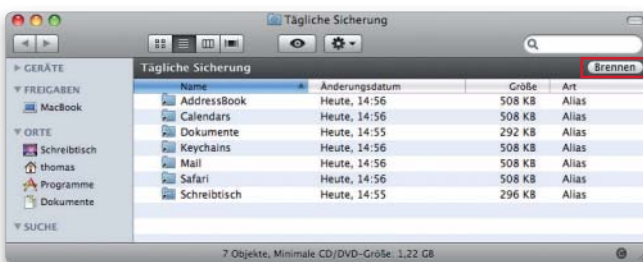 Tägliche Sicherung
GERÄTE
FREIGABEN
MacBook
ORTE
Schreibtisch
thomas
Programme
Dokumente
SUCHE
Tägliche Sicherung Brennen
Name Änderungsdatum Größe Art
AddressBook Heute, 14:56 508 KB Alias
Calendars Heute, 14:56 508 KB Alias
Dokumente Heute, 14:55 292 KB Alias
Keychains Heute, 14:56 508 KB Alias
Mail Heute, 14:56 508 KB Alias
Safari Heute, 14:56 508 KB Alias
Schreibtisch Heute, 14:55 296 KB Alias
7 Objekte, Minimale CD/DVD-Größe: 1,22 GB